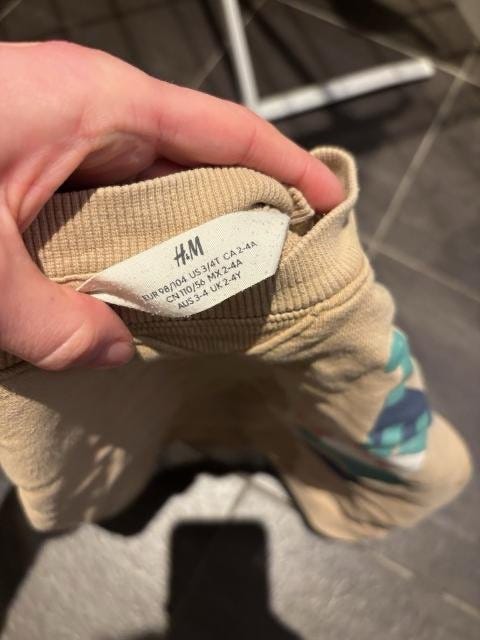 H&M
EUR 98/104 US 3/4T CA 2-4A
CN 110/56 MX 2-4A
AUS 3-4 UK 2-4Y